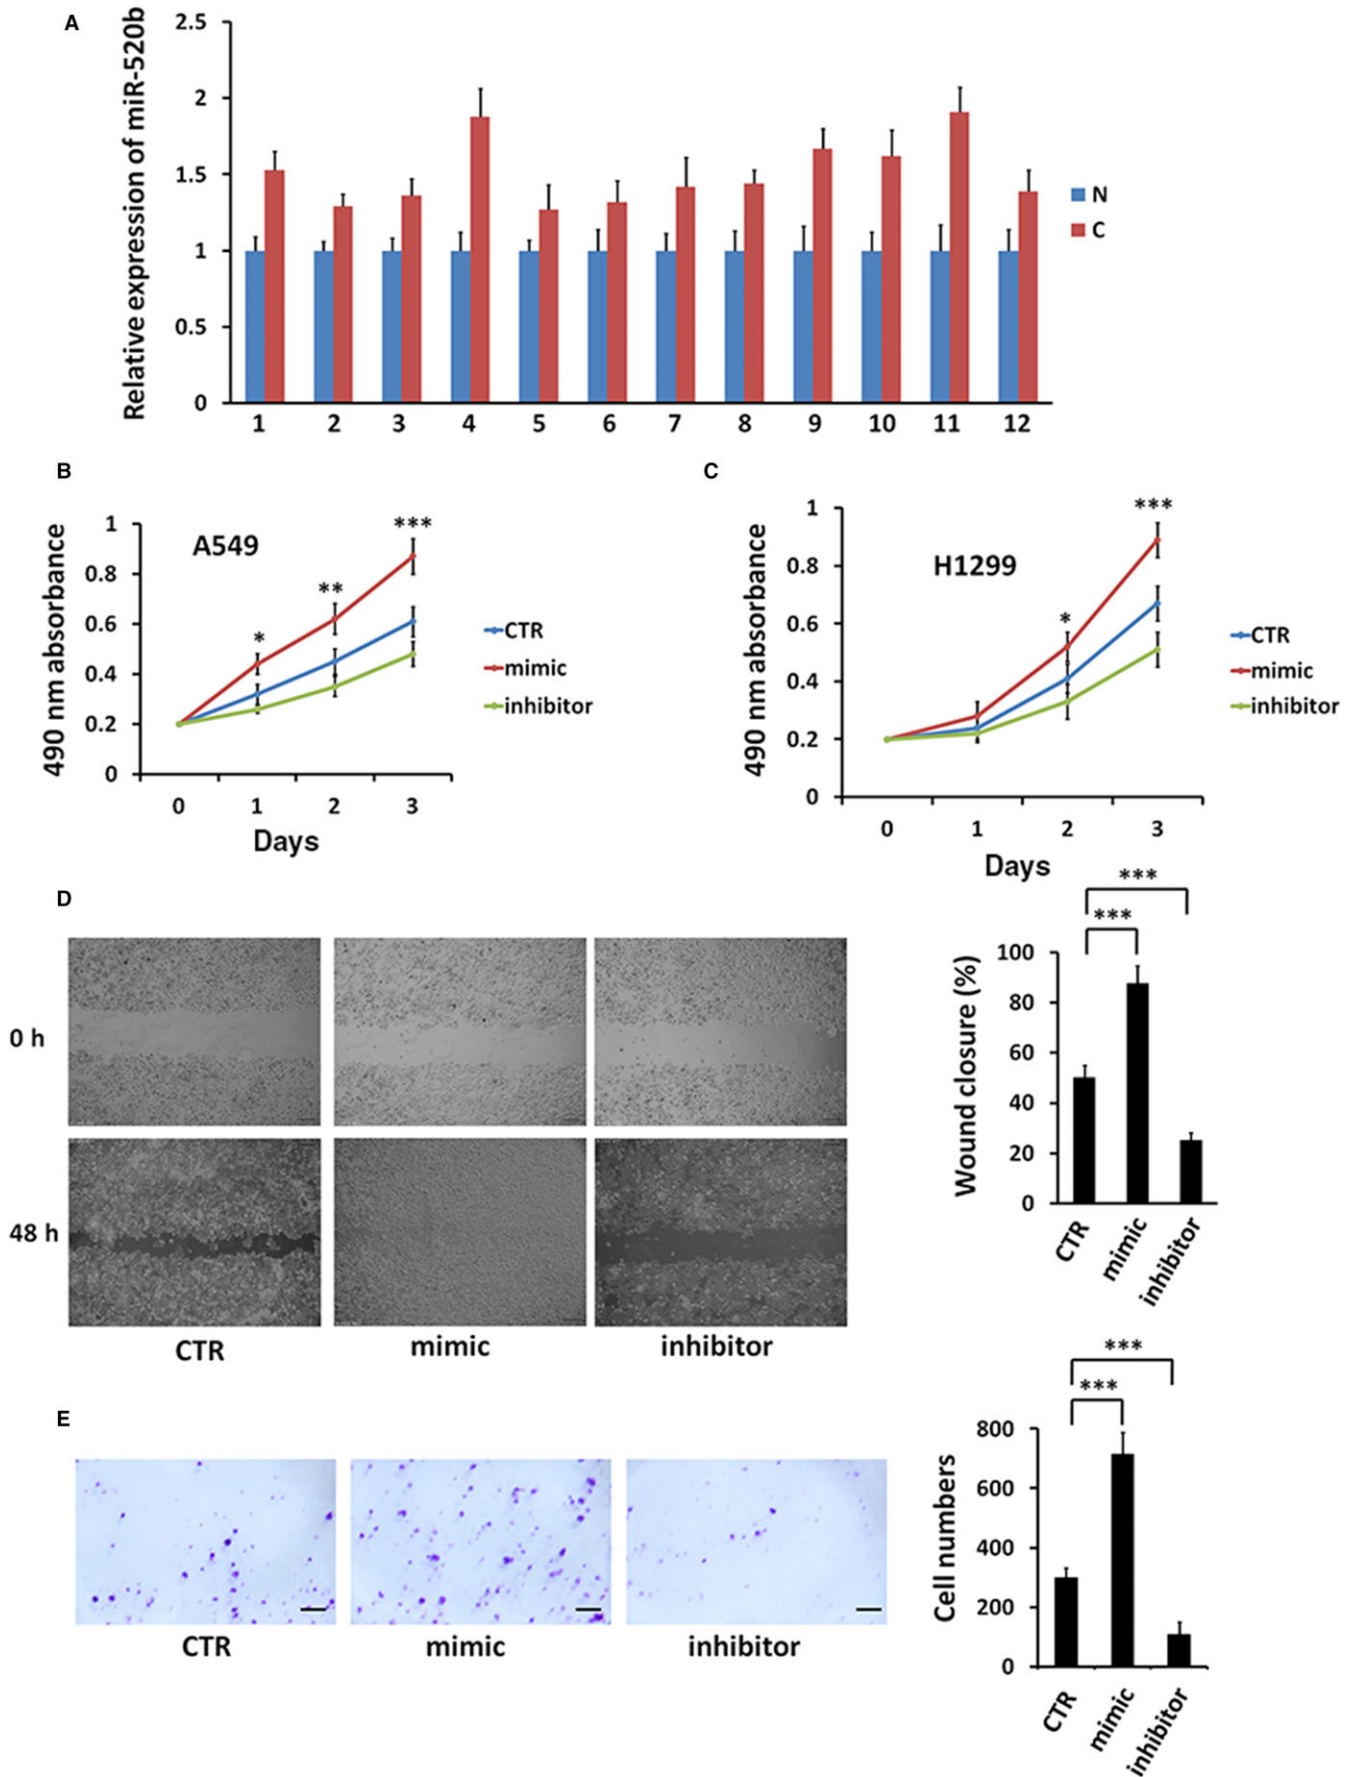 A
Relative expression of miR-520b
2.5
2
1.5
1
0.5
0
1 2 3 4 5 6 7 8 9 10 11 12
N
C
B
490 nm absorbance
1
0.8
0.6
0.4
0.2
0
A549
*
**
***
0 1 2 3
Days
CTR
mimic
inhibitor
C
490 nm absorbance
1
0.8
0.6
0.4
0.2
0
H1299
*
***
0 1 2 3
Days
CTR
mimic
inhibitor
D
0 h
48 h
CTR mimic inhibitor
***
***
Wound closure (%)
100
80
60
40
20
0
CTR
mimic
inhibitor
E
CTR mimic inhibitor
***
***
Cell numbers
800
600
400
200
0
CTR
mimic
inhibitor